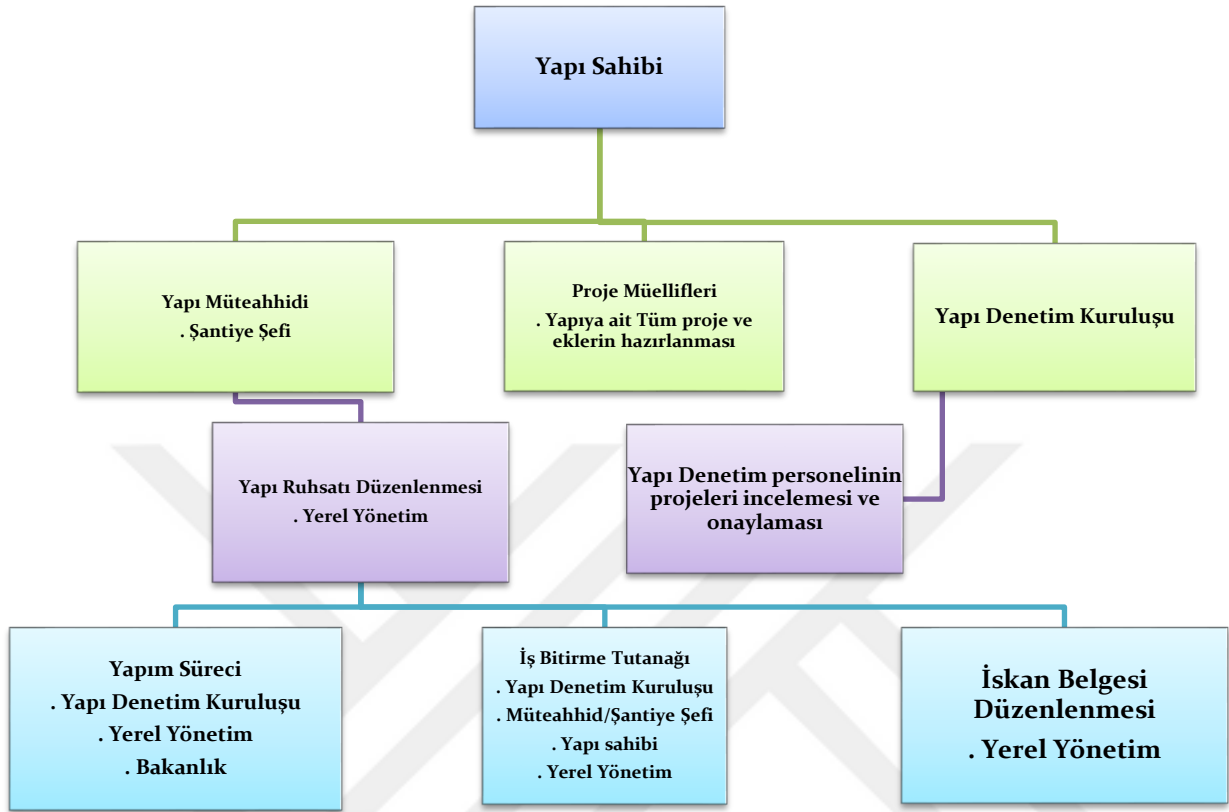 Yapı Sahibi
Yapı Müteahhidi
. Şantiye Şefi
Proje Müellifleri
. Yapıya ait Tüm proje ve
eklerin hazırlanması
Yapı Denetim Kuruluşu
Yapı Ruhsatı Düzenlenmesi
. Yerel Yönetim
Yapı Denetim personelinin
projeleri incelemesi ve
onaylaması
Yapım Süreci
. Yapı Denetim Kuruluşu
. Yerel Yönetim
. Bakanlık
İş Bitirme Tutanağı
. Yapı Denetim Kuruluşu
. Müteahhid/Şantiye Şefi
. Yapı sahibi
. Yerel Yönetim
İskan Belgesi
Düzenlenmesi
. Yerel Yönetim